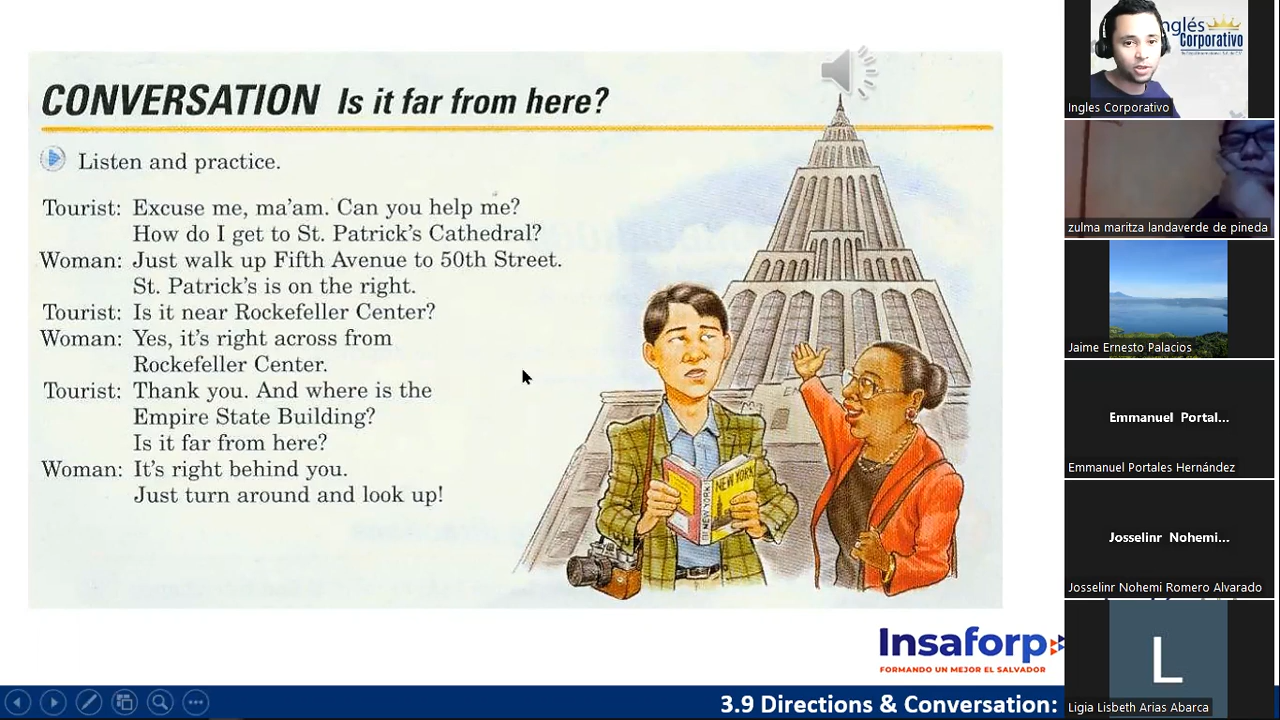 CONVERSATION Is it far from here?
Listen and practice.
Tourist: Excuse me, ma'am. Can you help me?
How do I get to St. Patrick's Cathedral?
Woman: Just walk up Fifth Avenue to 50th Street.
St. Patrick's is on the right.
Tourist: Is it near Rockefeller Center?
Woman: Yes, it's right across from
Rockefeller Center.
Tourist: Thank you. And where is the
Empire State Building?
Is it far from here?
Woman: It's right behind you.
Just turn around and look up!
NEW YORK
NEW YORK
Insaforp
FORMANDO UN MEJOR EL SALVADOR
3.9 Directions & Conversation:
Inglés
Corporativo
Ingles Corporativo
zulma maritza landaverde de pineda
Jaime Ernesto Palacios
Emmanuel Portal...
Emmanuel Portales Hernández
Josselinr Nohemi...
Josselinr Nohemi Romero Alvarado
L
Ligia Lisbeth Arias Abarca